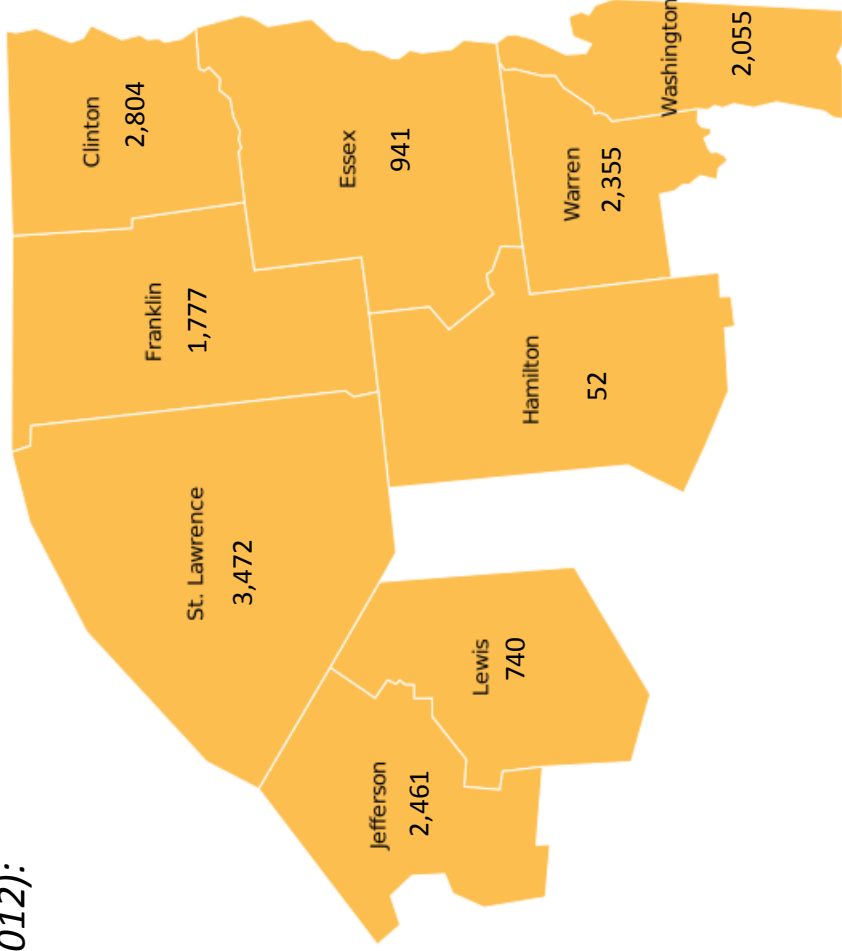 012):
Clinton
2,804
Franklin
1,777
St. Lawrence
3,472
Essex
941
Jefferson
2,461
Lewis
740
Hamilton
52
Warren
2,355
Washington
2,055